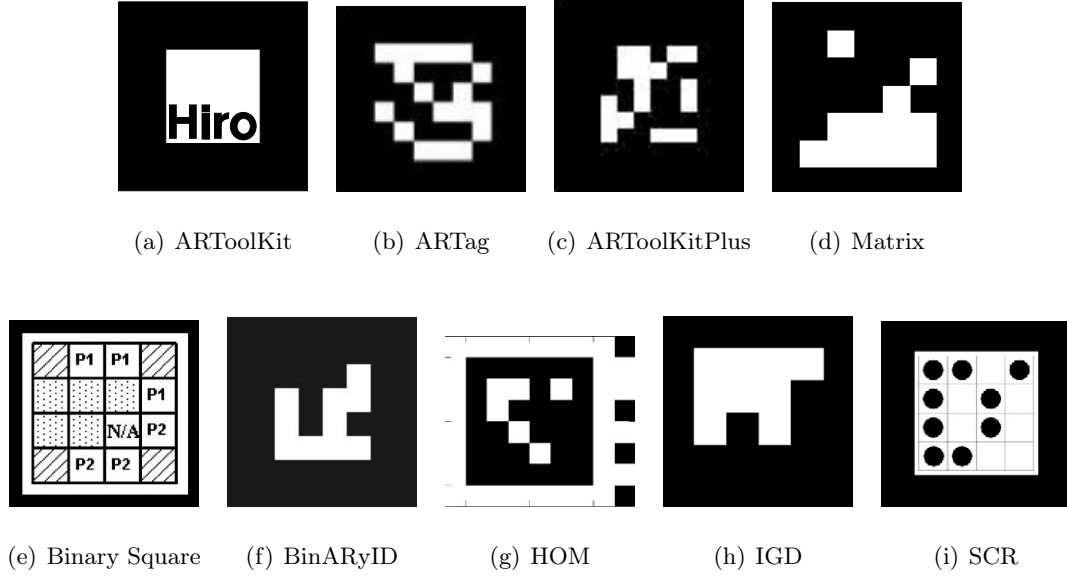 Hiro
(a) ARToolKit (b) ARTag (c) ARToolKitPlus (d) Matrix
P1 P1
P1
N/A P2
P2 P2
(e) Binary Square (f) BinARyID (g) HOM (h) IGD (i) SCR